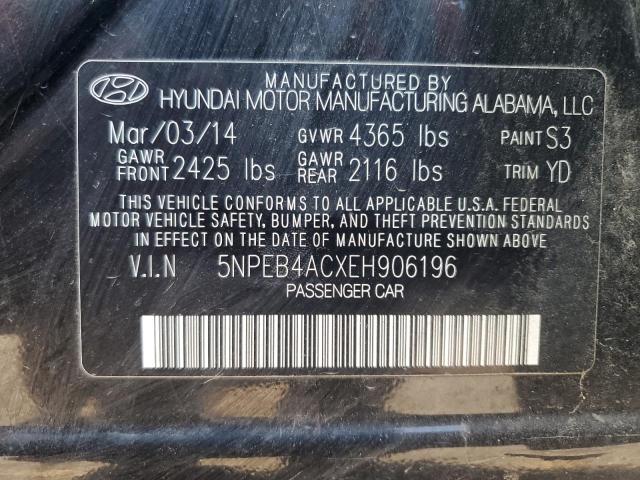 MANUFACTURED BY
HYUNDAI MOTOR MANUFACTURING ALABAMA, LLC
Mar/03/14 GVWR 4365 lbs PAINT S3
GAWR FRONT 2425 lbs GAWR REAR 2116 lbs TRIM YD
THIS VEHICLE CONFORMS TO ALL APPLICABLE U.S.A. FEDERAL
MOTOR VEHICLE SAFETY, BUMPER, AND THEFT PREVENTION STANDARDS
IN EFFECT ON THE DATE OF MANUFACTURE SHOWN ABOVE.
V.I.N 5NPEB4ACXEH906196
PASSENGER CAR